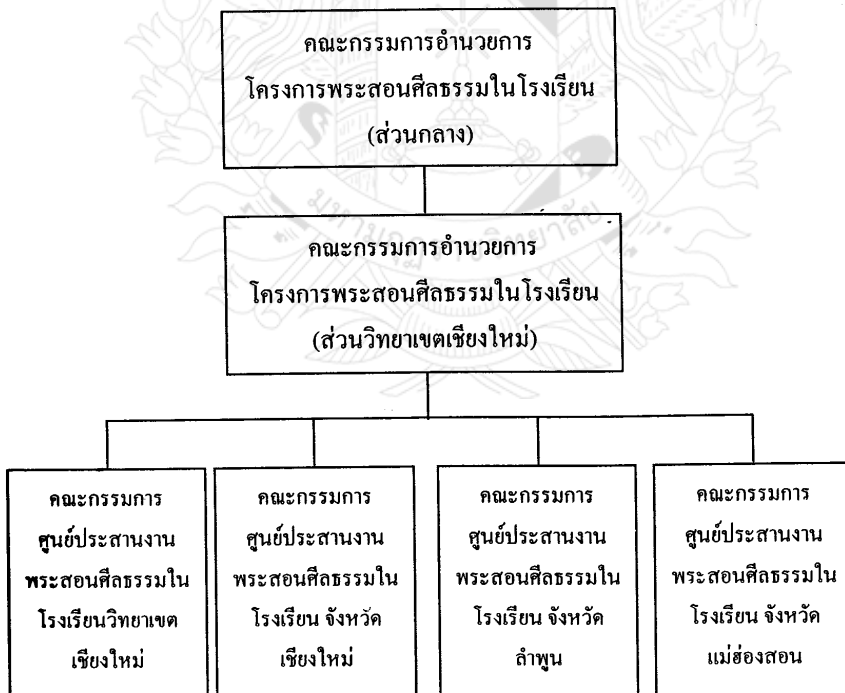 คณะกรรมการอำนวยการ
โครงการพระสอนศีลธรรมในโรงเรียน
(ส่วนกลาง)
คณะกรรมการอำนวยการ
โครงการพระสอนศีลธรรมในโรงเรียน
(ส่วนวิทยาเขตเชียงใหม่)
คณะกรรมการ
ศูนย์ประสานงาน
พระสอนศีลธรรมใน
โรงเรียนวิทยาเขต
เชียงใหม่
คณะกรรมการ
ศูนย์ประสานงาน
พระสอนศีลธรรมใน
โรงเรียน จังหวัด
เชียงใหม่
คณะกรรมการ
ศูนย์ประสานงาน
พระสอนศีลธรรมใน
โรงเรียน จังหวัด
ลำพูน
คณะกรรมการ
ศูนย์ประสานงาน
พระสอนศีลธรรมใน
โรงเรียน จังหวัด
แม่ฮ่องสอน